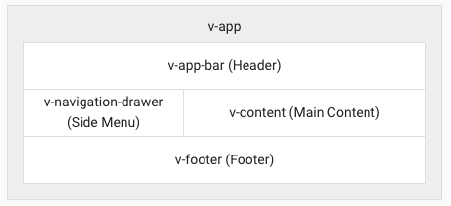 v-app
v-app-bar (Header)
v-navigation-drawer
(Side Menu)
v-content (Main Content)
v-footer (Footer)